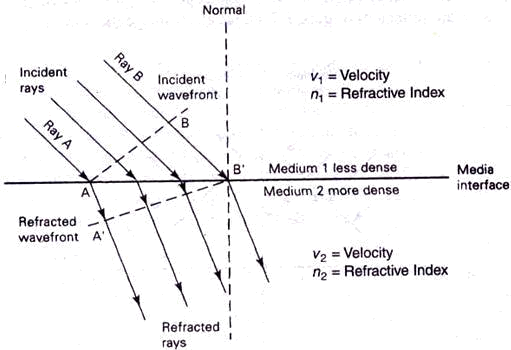 Normal
Ray B
Incident
rays
Incident
wavefront
v₁ = Velocity
n₁ = Refractive Index
B
Ray A
B'
Medium 1 less dense
Media
interface
A
Medium 2 more dense
Refracted
wavefront
A'
v₂ = Velocity
n₂ = Refractive Index
Refracted
rays